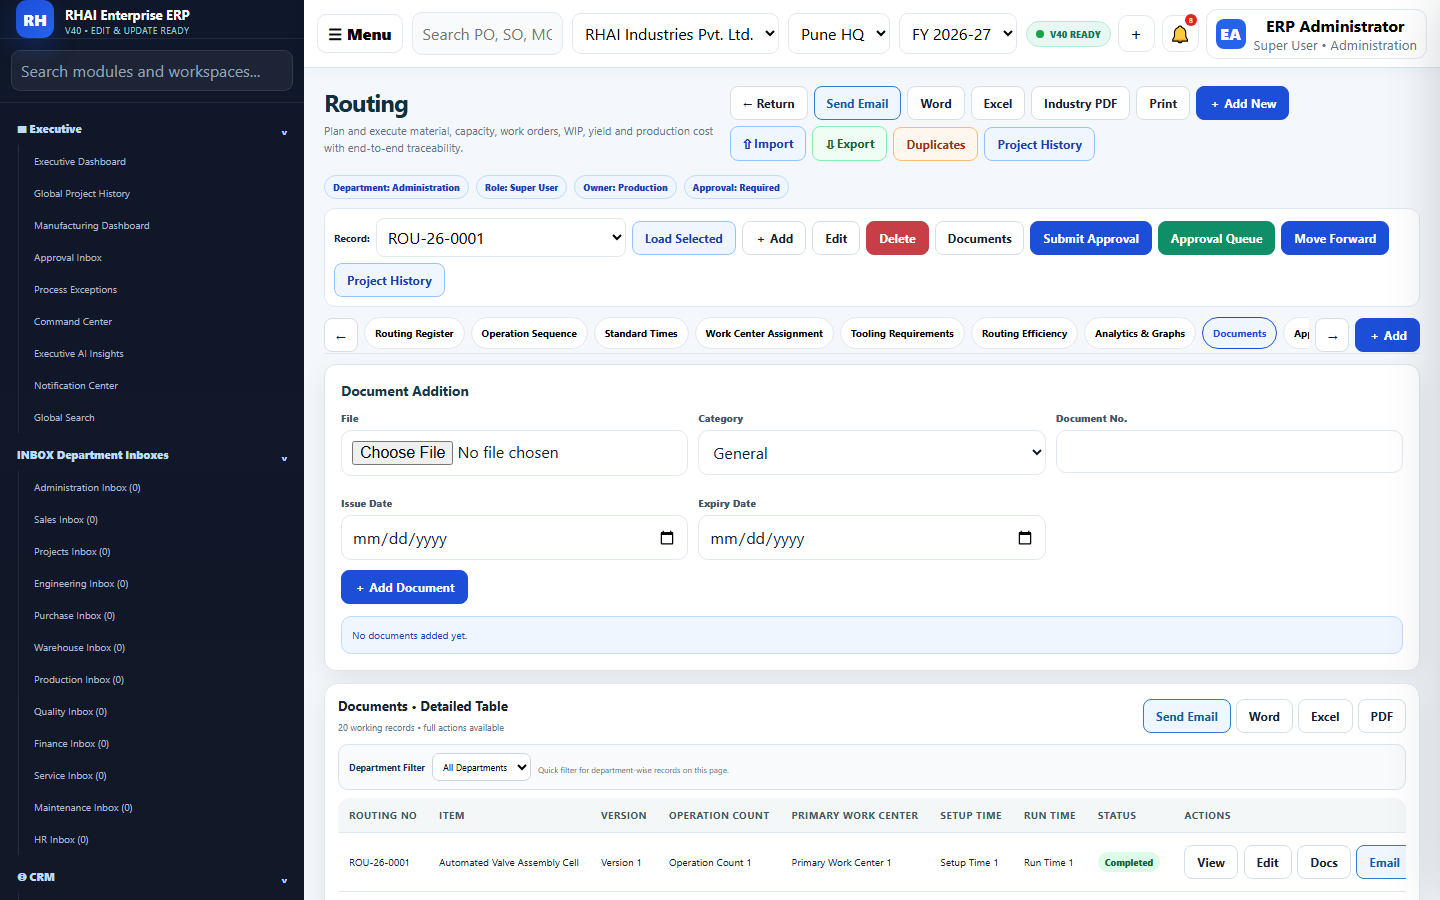 RH
RHAI Enterprise ERP
V40 • EDIT & UPDATE READY
Search modules and workspaces...
Executive
Executive Dashboard
Global Project History
Manufacturing Dashboard
Approval Inbox
Process Exceptions
Command Center
Executive AI Insights
Notification Center
Global Search
INBOX Department Inboxes
Administration Inbox (0)
Sales Inbox (0)
Projects Inbox (0)
Engineering Inbox (0)
Purchase Inbox (0)
Warehouse Inbox (0)
Production Inbox (0)
Quality Inbox (0)
Finance Inbox (0)
Service Inbox (0)
Maintenance Inbox (0)
HR Inbox (0)
CRM
☰ Menu
Search PO, SO, MO
RHAI Industries Pvt. Ltd.
Pune HQ
FY 2026-27
V40 READY
+
8
EA
ERP Administrator
Super User • Administration
Routing
Plan and execute material, capacity, work orders, WIP, yield and production cost
with end-to-end traceability.
← Return
Send Email
Word
Excel
Industry PDF
Print
+ Add New
⇧ Import
⇩ Export
Duplicates
Project History
Department: Administration
Role: Super User
Owner: Production
Approval: Required
Record:
ROU-26-0001
Load Selected
+ Add
Edit
Delete
Documents
Submit Approval
Approval Queue
Move Forward
Project History
←
Routing Register
Operation Sequence
Standard Times
Work Center Assignment
Tooling Requirements
Routing Efficiency
Analytics & Graphs
Documents
Ap
→
+ Add
Document Addition
File
Category
Document No.
Choose File No file chosen
General
Issue Date
Expiry Date
mm/dd/yyyy
mm/dd/yyyy
+ Add Document
No documents added yet.
Documents • Detailed Table
20 working records • full actions available
Send Email
Word
Excel
PDF
Department Filter
All Departments
Quick filter for department-wise records on this page.
ROUTING NO ITEM VERSION OPERATION COUNT PRIMARY WORK CENTER SETUP TIME RUN TIME STATUS ACTIONS
ROU-26-0001 Automated Valve Assembly Cell Version 1 Operation Count 1 Primary Work Center 1 Setup Time 1 Run Time 1 Completed View Edit Docs Email